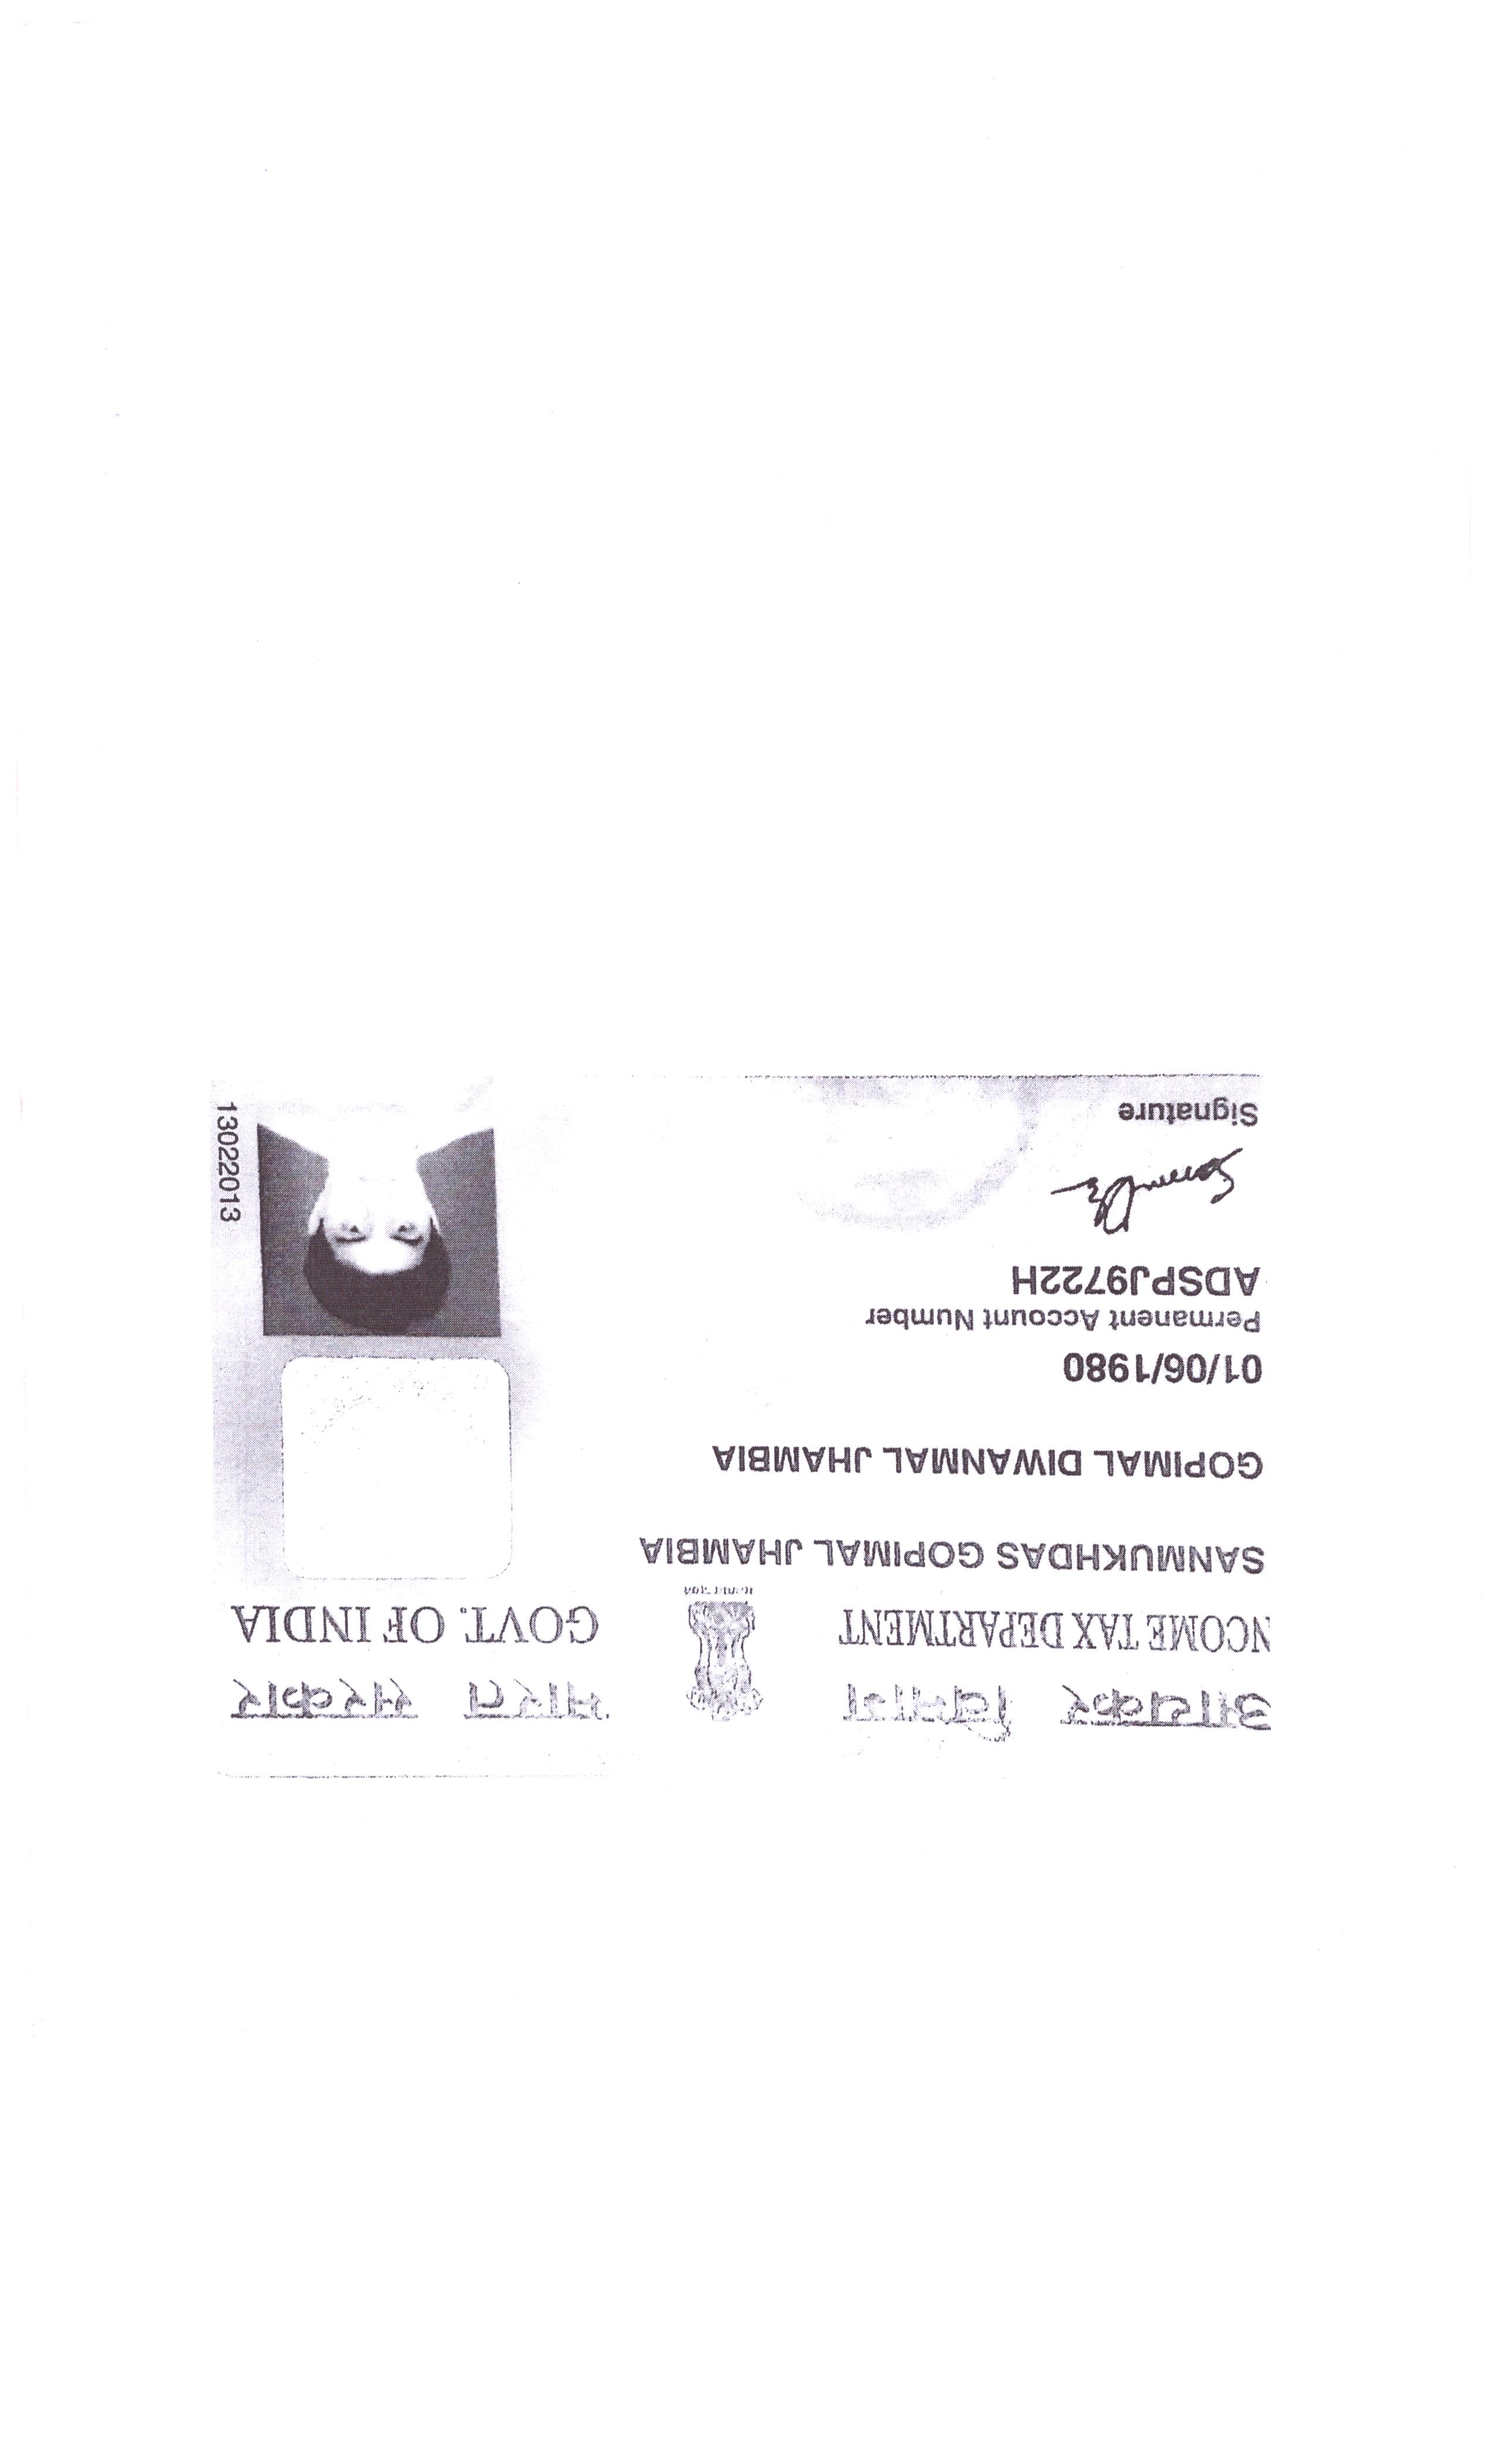 आयकर विभाग
भारत सरकार
NCOME TAX DEPARTMENT
GOVT. OF INDIA
SANMUKHDAS GOPIMAL JHAMBIA
GOPIMAL DIWANMAL JHAMBIA
01/06/1980
Permanent Account Number
ADSPJ9722H
Signature
13022013